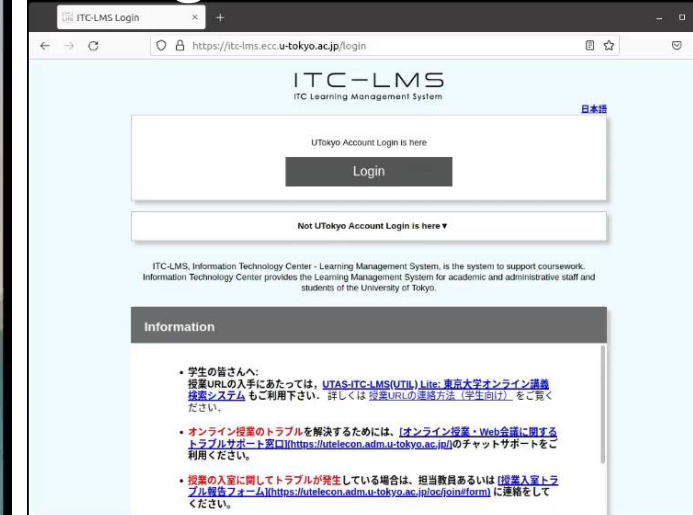 ITC-LMS Login
https://itc-lms.ecc.u-tokyo.ac.jp/login
ITC-LMS
ITC Learning Management System
日本語
UTokyo Account Login is here
Login
Not UTokyo Account Login is here▼
ITC-LMS, Information Technology Center - Learning Management System, is the system to support coursework.
Information Technology Center provides the Learning Management System for academic and administrative staff and
students of the University of Tokyo.
Information
• 学生の皆さんへ:
授業URLの入手にあたっては，UTAS-ITC-LMS(UTIL) Lite: 東京大学オンライン講義
検索システム もご利用下さい．詳しくは 授業URLの連絡方法（学生向け） をご覧く
ださい．
• オンライン授業のトラブルを解決するためには、[オンライン授業・Web会議に関する
トラブルサポート窓口](https://utelecon.adm.u-tokyo.ac.jp/)のチャットサポートをご
利用ください。
• 授業の入室に関してトラブルが発生している場合は、担当教員あるいは [授業入室トラ
ブル報告フォーム](https://utelecon.adm.u-tokyo.ac.jp/oc/join#form) に連絡をして
ください。